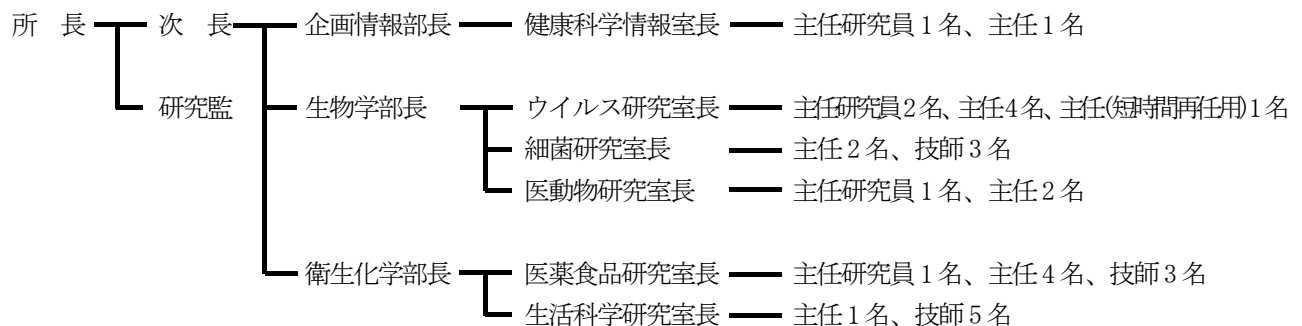 所　長 次　長 企画情報部長 健康科学情報室長 主任研究員１名、主任１名
研究監 生物学部長 ウイルス研究室長 主任研究員２名、主任４名、主任(短時間再任用)１名
細菌研究室長 主任２名、技師３名
医動物研究室長 主任研究員１名、主任２名
衛生化学部長 医薬食品研究室長 主任研究員１名、主任４名、技師３名
生活科学研究室長 主任１名、技師５名